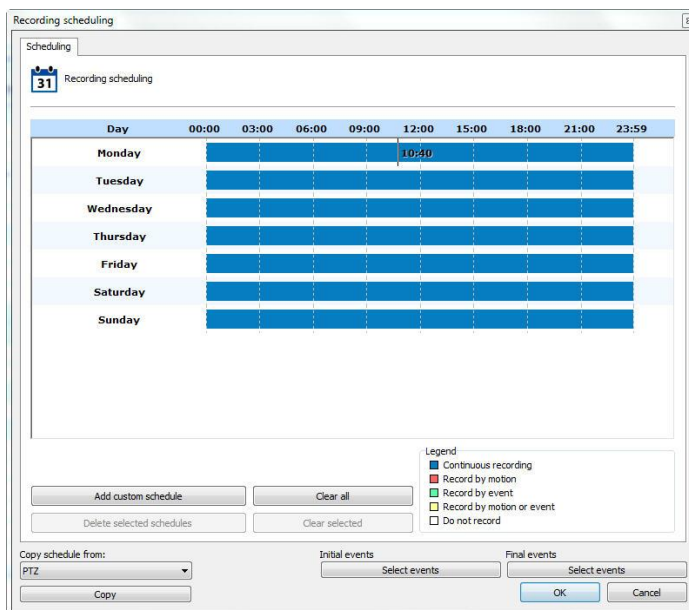 Recording scheduling
Scheduling
31 Recording scheduling
Day 00:00 03:00 06:00 09:00 12:00 15:00 18:00 21:00 23:59
Monday 10:40
Tuesday
Wednesday
Thursday
Friday
Saturday
Sunday
Legend
Continuous recording
Record by motion
Record by event
Record by motion or event
Do not record
Add custom schedule Clear all
Delete selected schedules Clear selected
Copy schedule from: Initial events Final events
PTZ Select events Select events
Copy OK Cancel